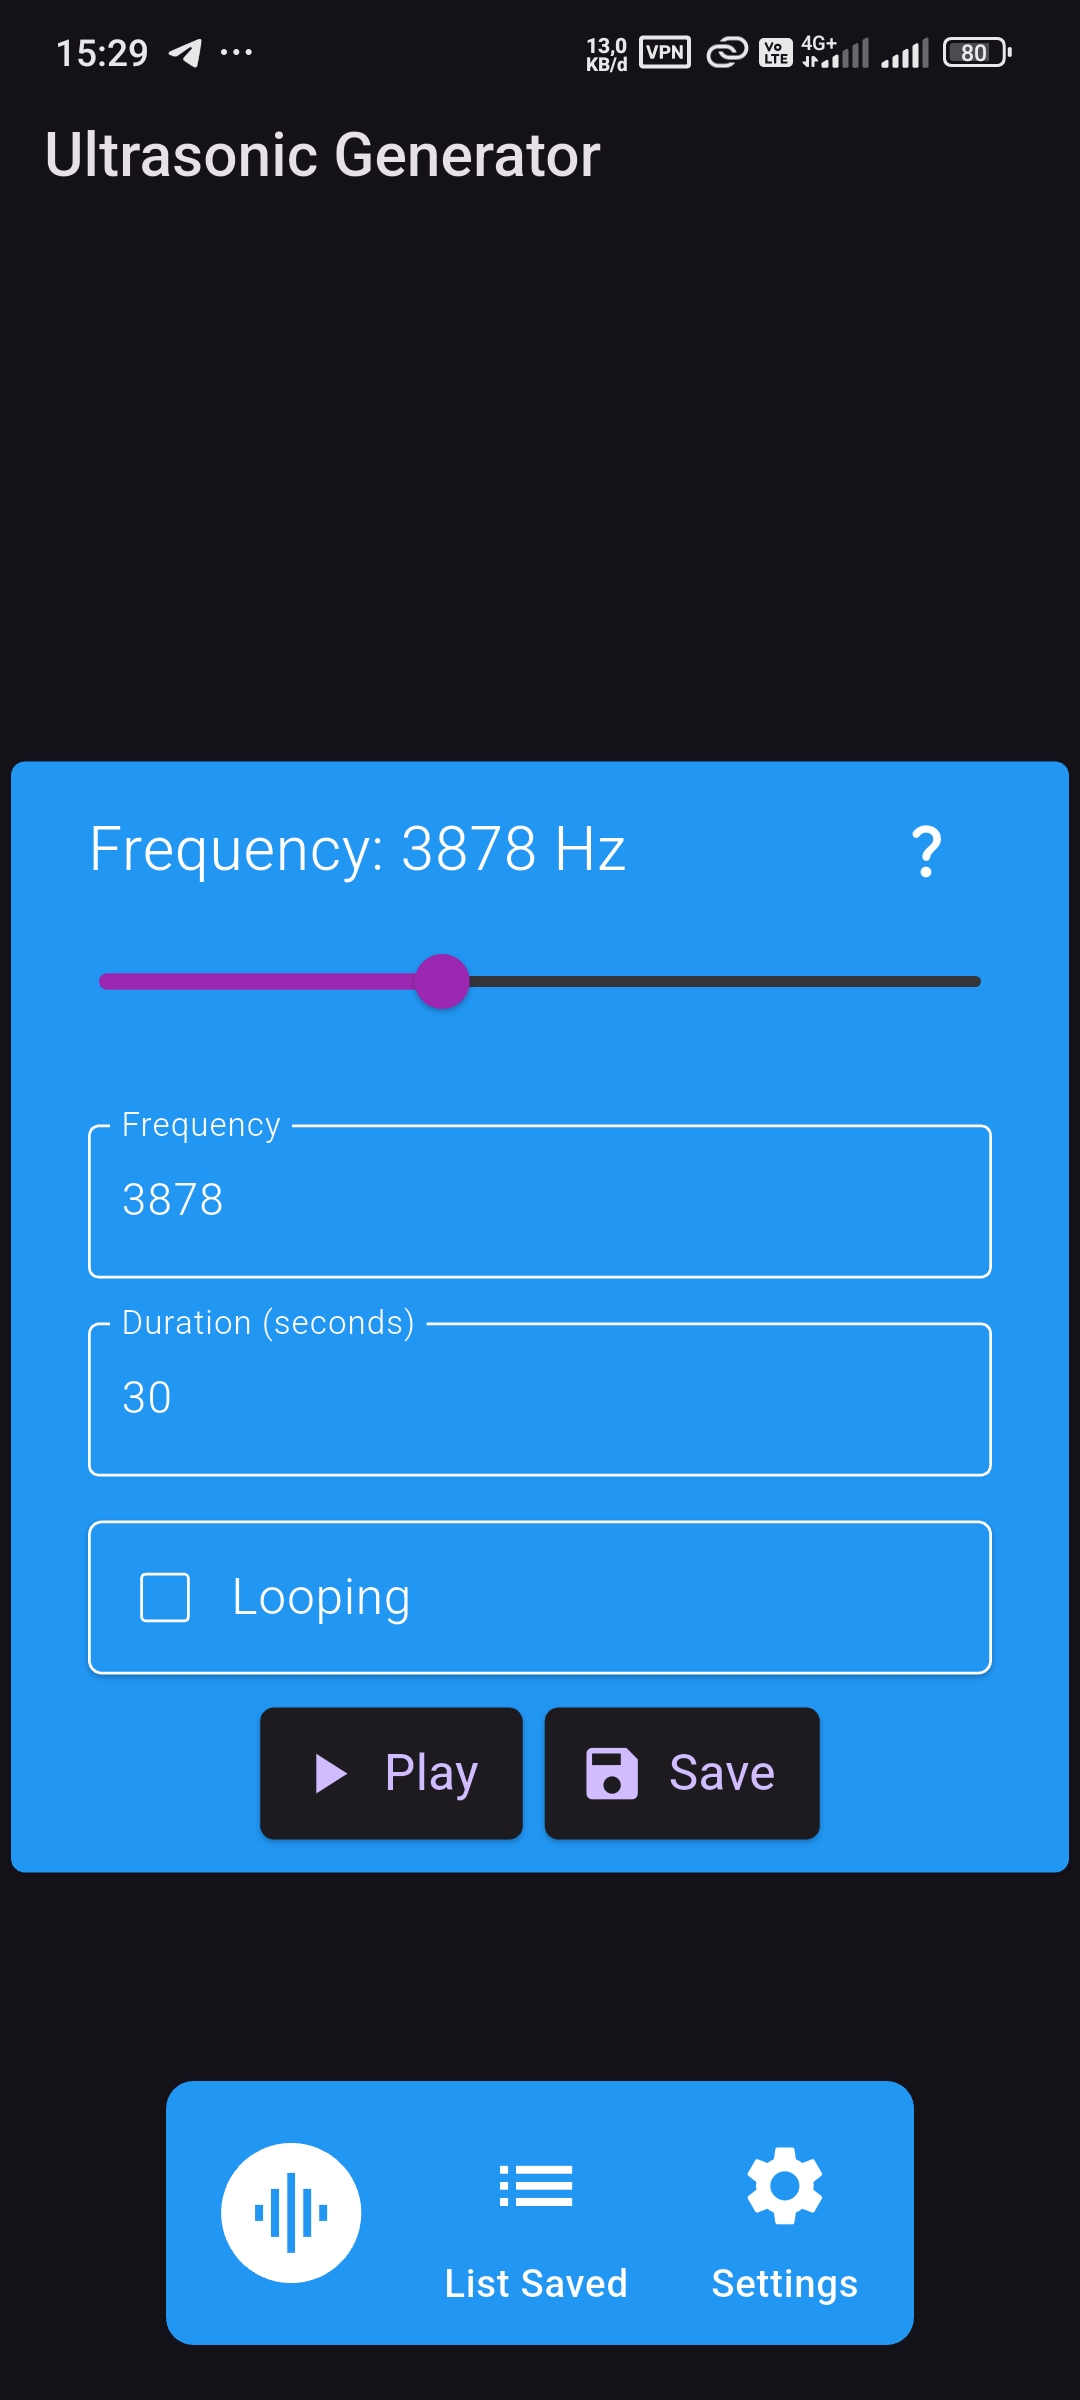 15:29 ... 13,0 KB/d VPN Vo LTE 4G+ 80
Ultrasonic Generator
Frequency: 3878 Hz ?
Frequency
3878
Duration (seconds)
30
Looping
Play Save
List Saved Settings